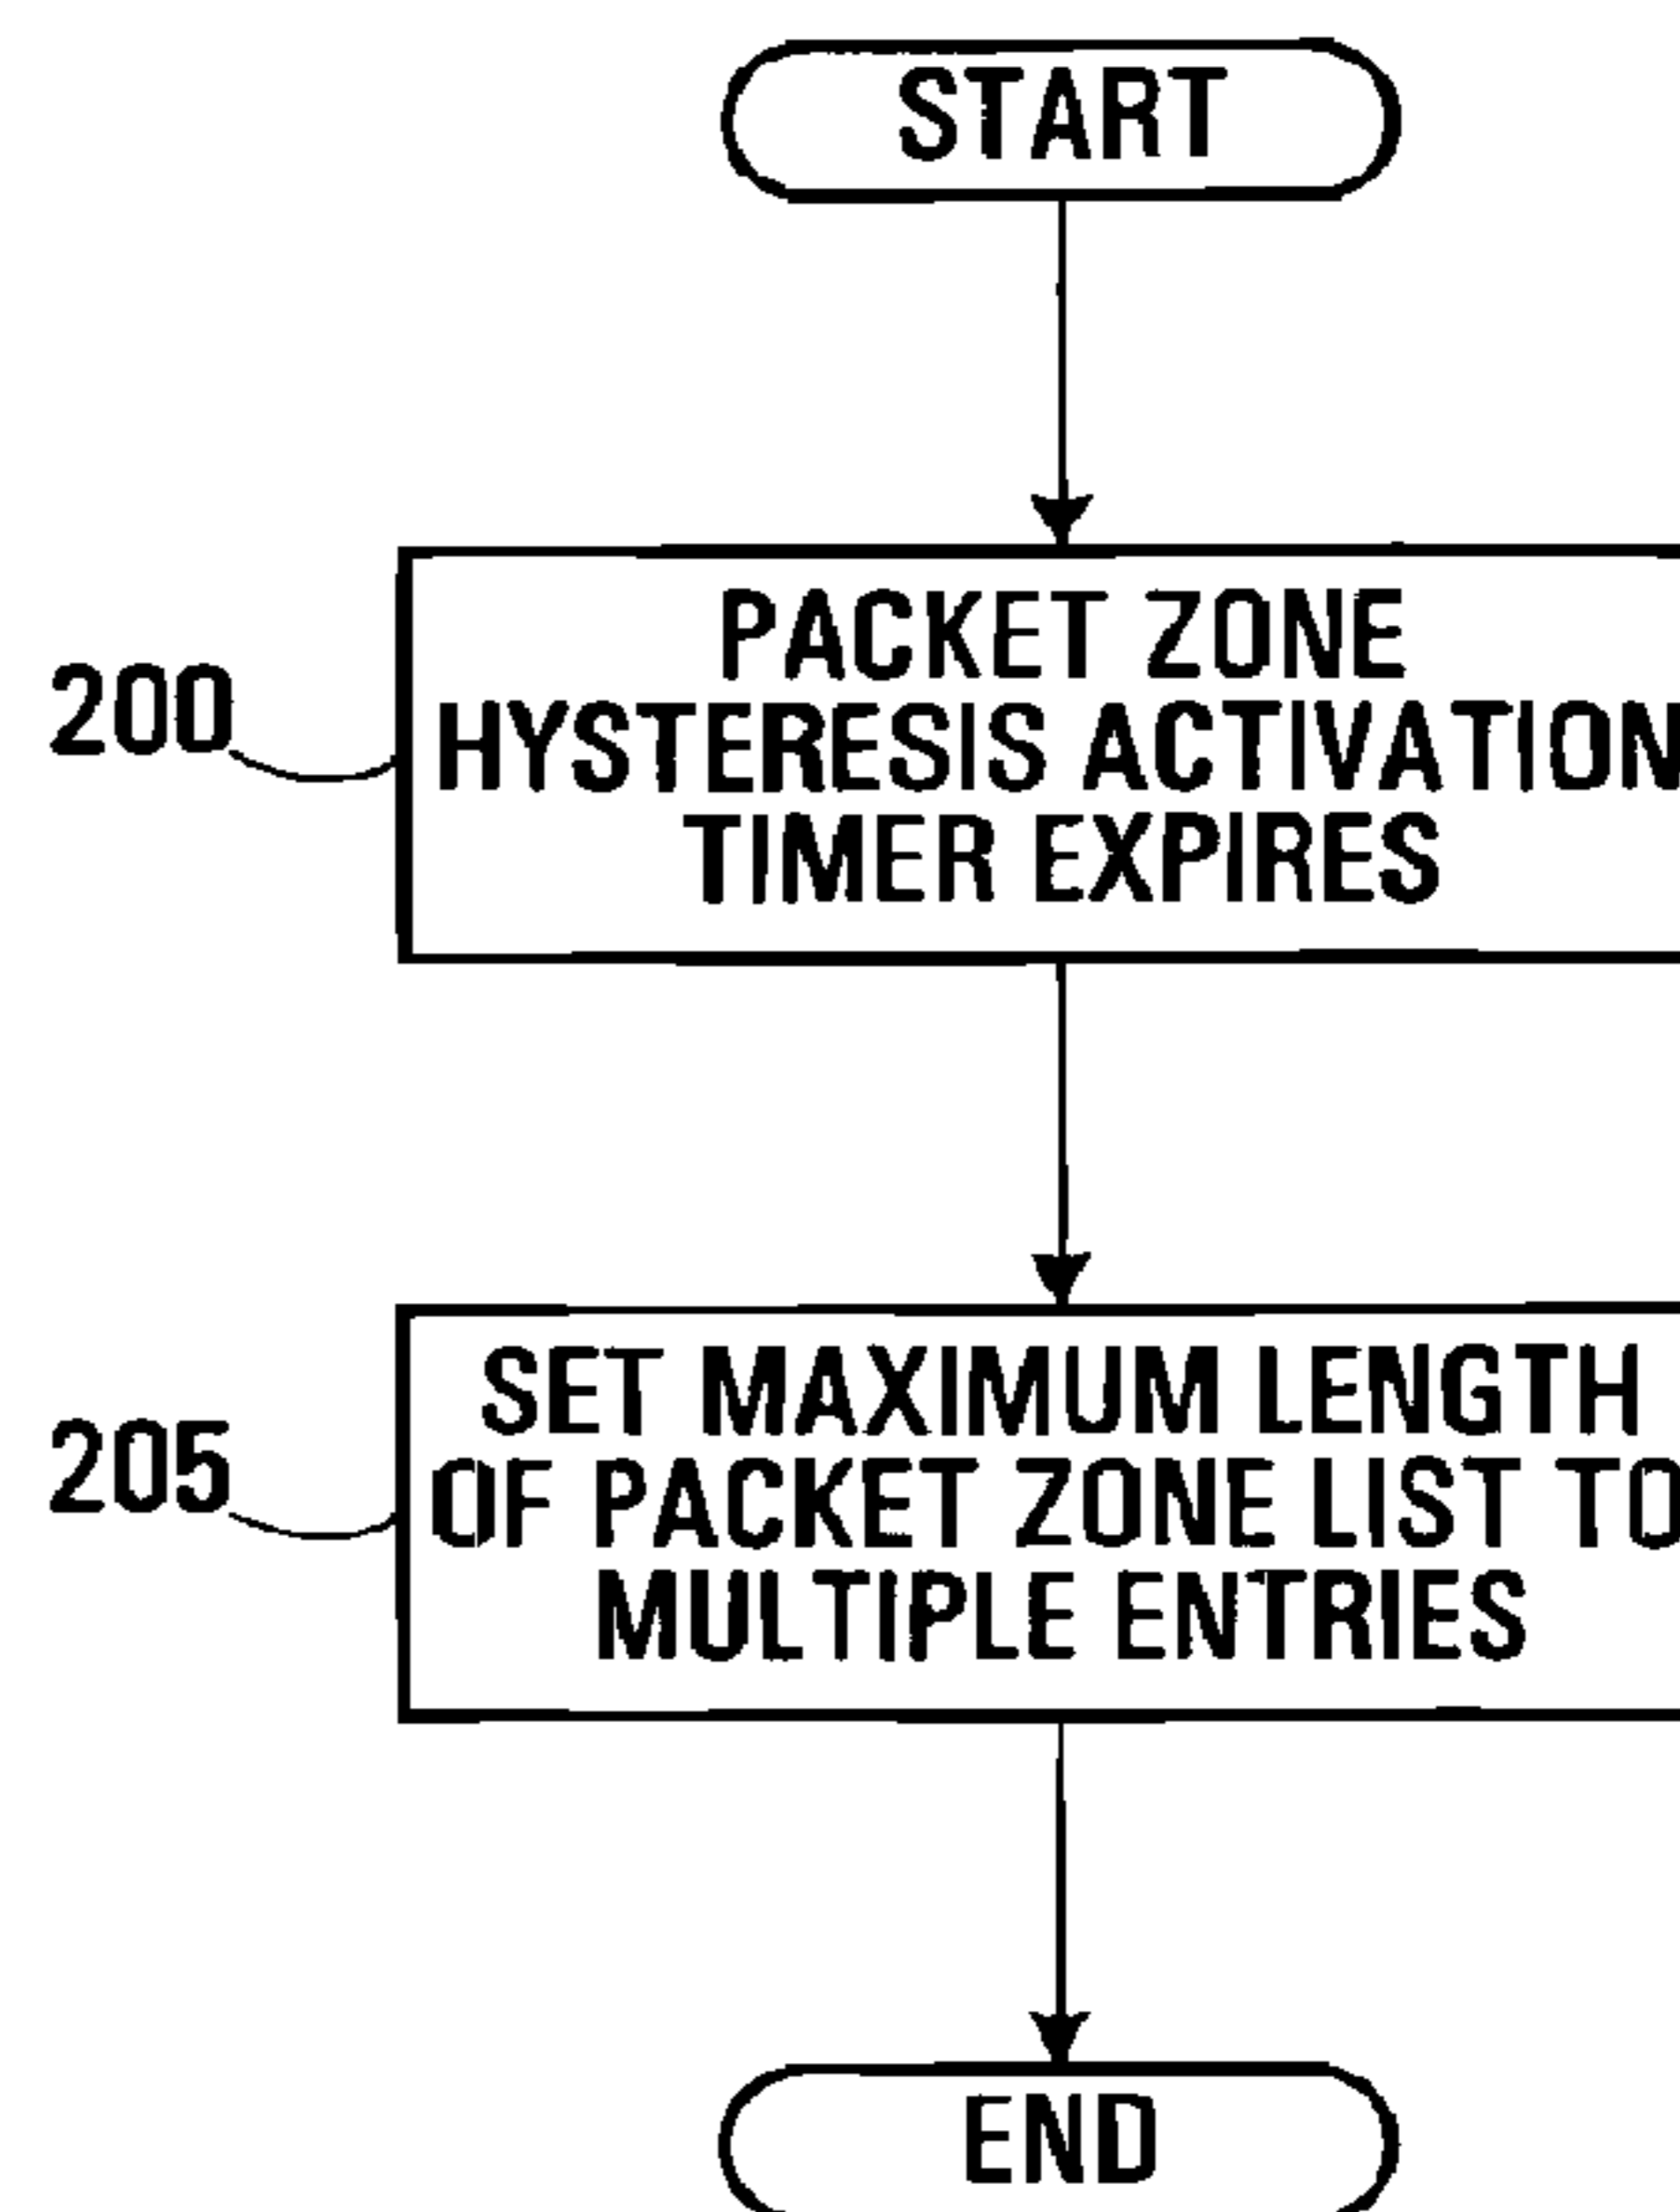 START
PACKET ZONE
200
HYSTERESIS ACTIVATION
TIMER EXPIRES
SET MAXIMUM LENGTH
205
OF PACKET ZONE LIST TO
MULTIPLE ENTRIES
END